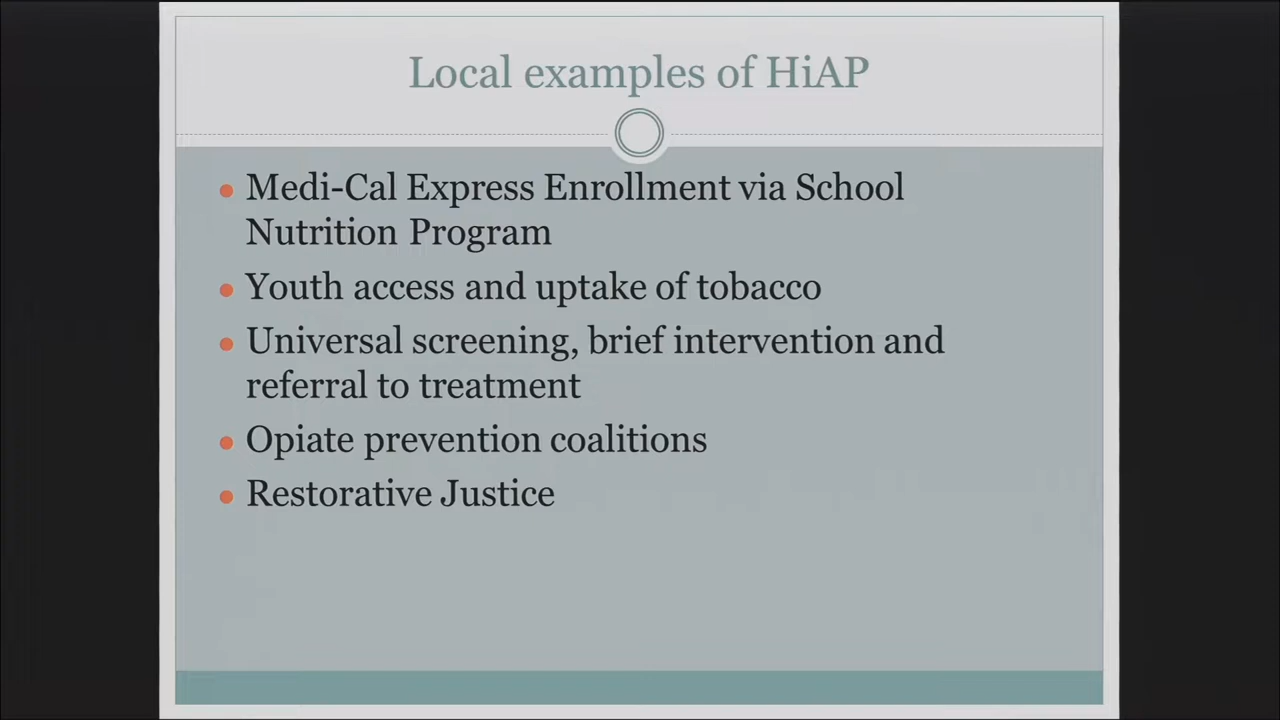 Local examples of HiAP
Medi-Cal Express Enrollment via School
Nutrition Program
Youth access and uptake of tobacco
Universal screening, brief intervention and
referral to treatment
Opiate prevention coalitions
Restorative Justice